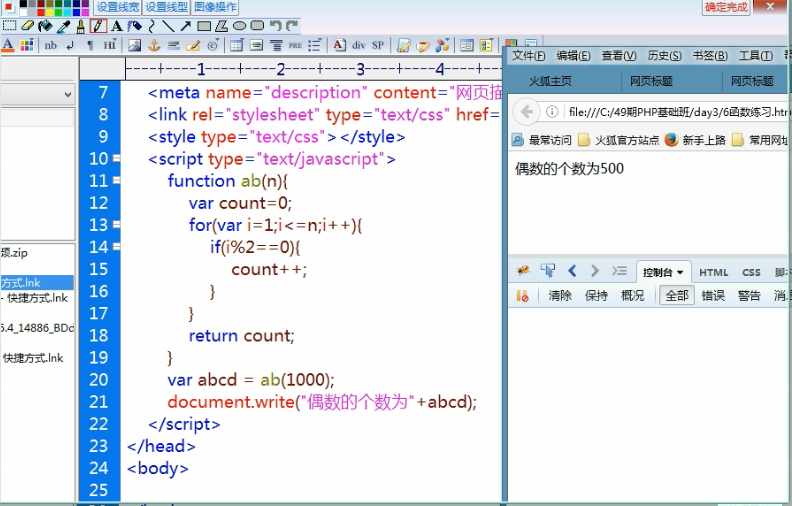 设置线宽 设置线型 图像操作 确定完成
nb Hi div SP PRE
文件(F) 编辑(E) 查看(V) 历史(S) 书签(B) 工具(T)
火狐主页 网页标题 网页标题
file:///C:/49期PHP基础班/day3/6函数练习.htm
最常访问 火狐官方站点 新手上路 常用网址
偶数的个数为500
控制台 HTML CSS 脚本
清除 保持 概况 全部 错误 警告
频.zip
方式.lnk
- 快捷方式.lnk
5.4_14886_BDd
快捷方式.lnk
----+----1----+----2----+----3----+----4----+-
7 <meta name="description" content="网页描
8 <link rel="stylesheet" type="text/css" href=
9 <style type="text/css"></style>
10 <script type="text/javascript">
11 function ab(n){
12 var count=0;
13 for(var i=1;i<=n;i++){
14 if(i%2==0){
15 count++;
16 }
17 }
18 return count;
19 }
20 var abcd = ab(1000);
21 document.write("偶数的个数为"+abcd);
22 </script>
23 </head>
24 <body>
25